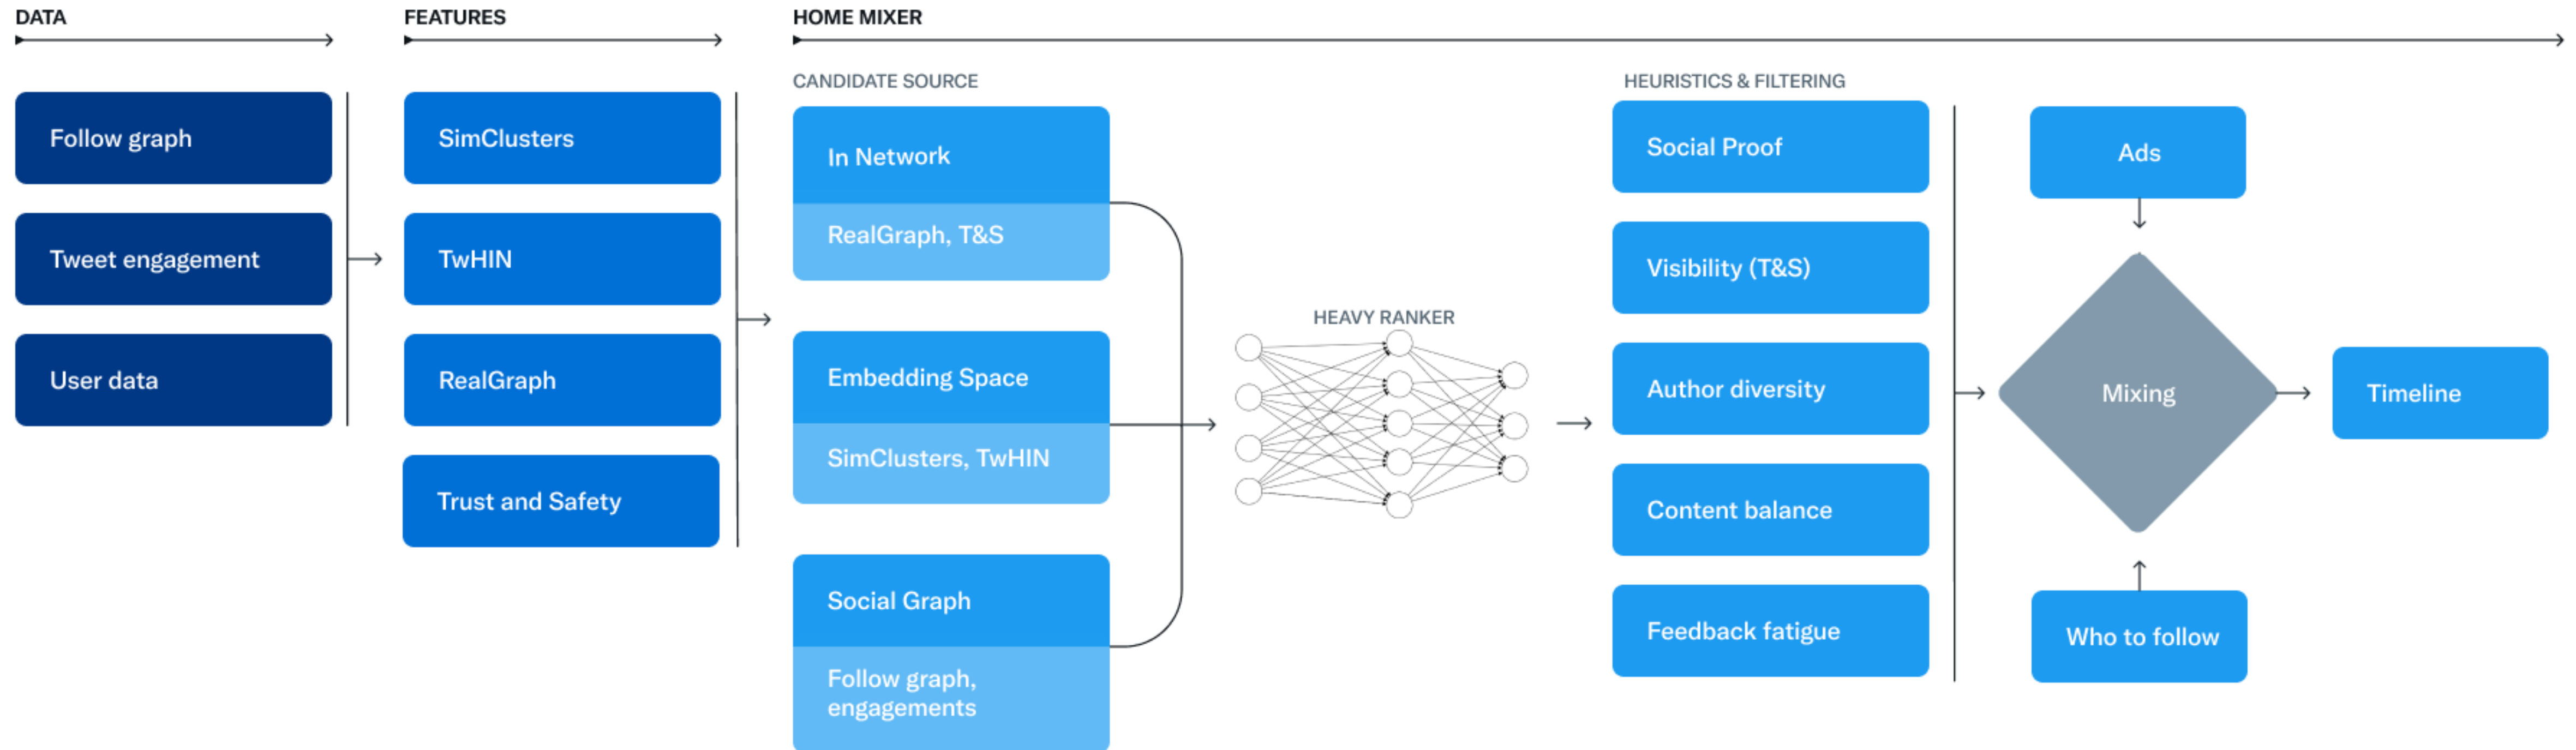 DATA
FEATURES
HOME MIXER
Follow graph
Tweet engagement
User data
SimClusters
TwHIN
RealGraph
Trust and Safety
CANDIDATE SOURCE
In Network
RealGraph, T&S
Embedding Space
SimClusters, TwHIN
Social Graph
Follow graph,
engagements
HEAVY RANKER
HEURISTICS & FILTERING
Social Proof
Visibility (T&S)
Author diversity
Content balance
Feedback fatigue
Ads
Mixing
Who to follow
Timeline